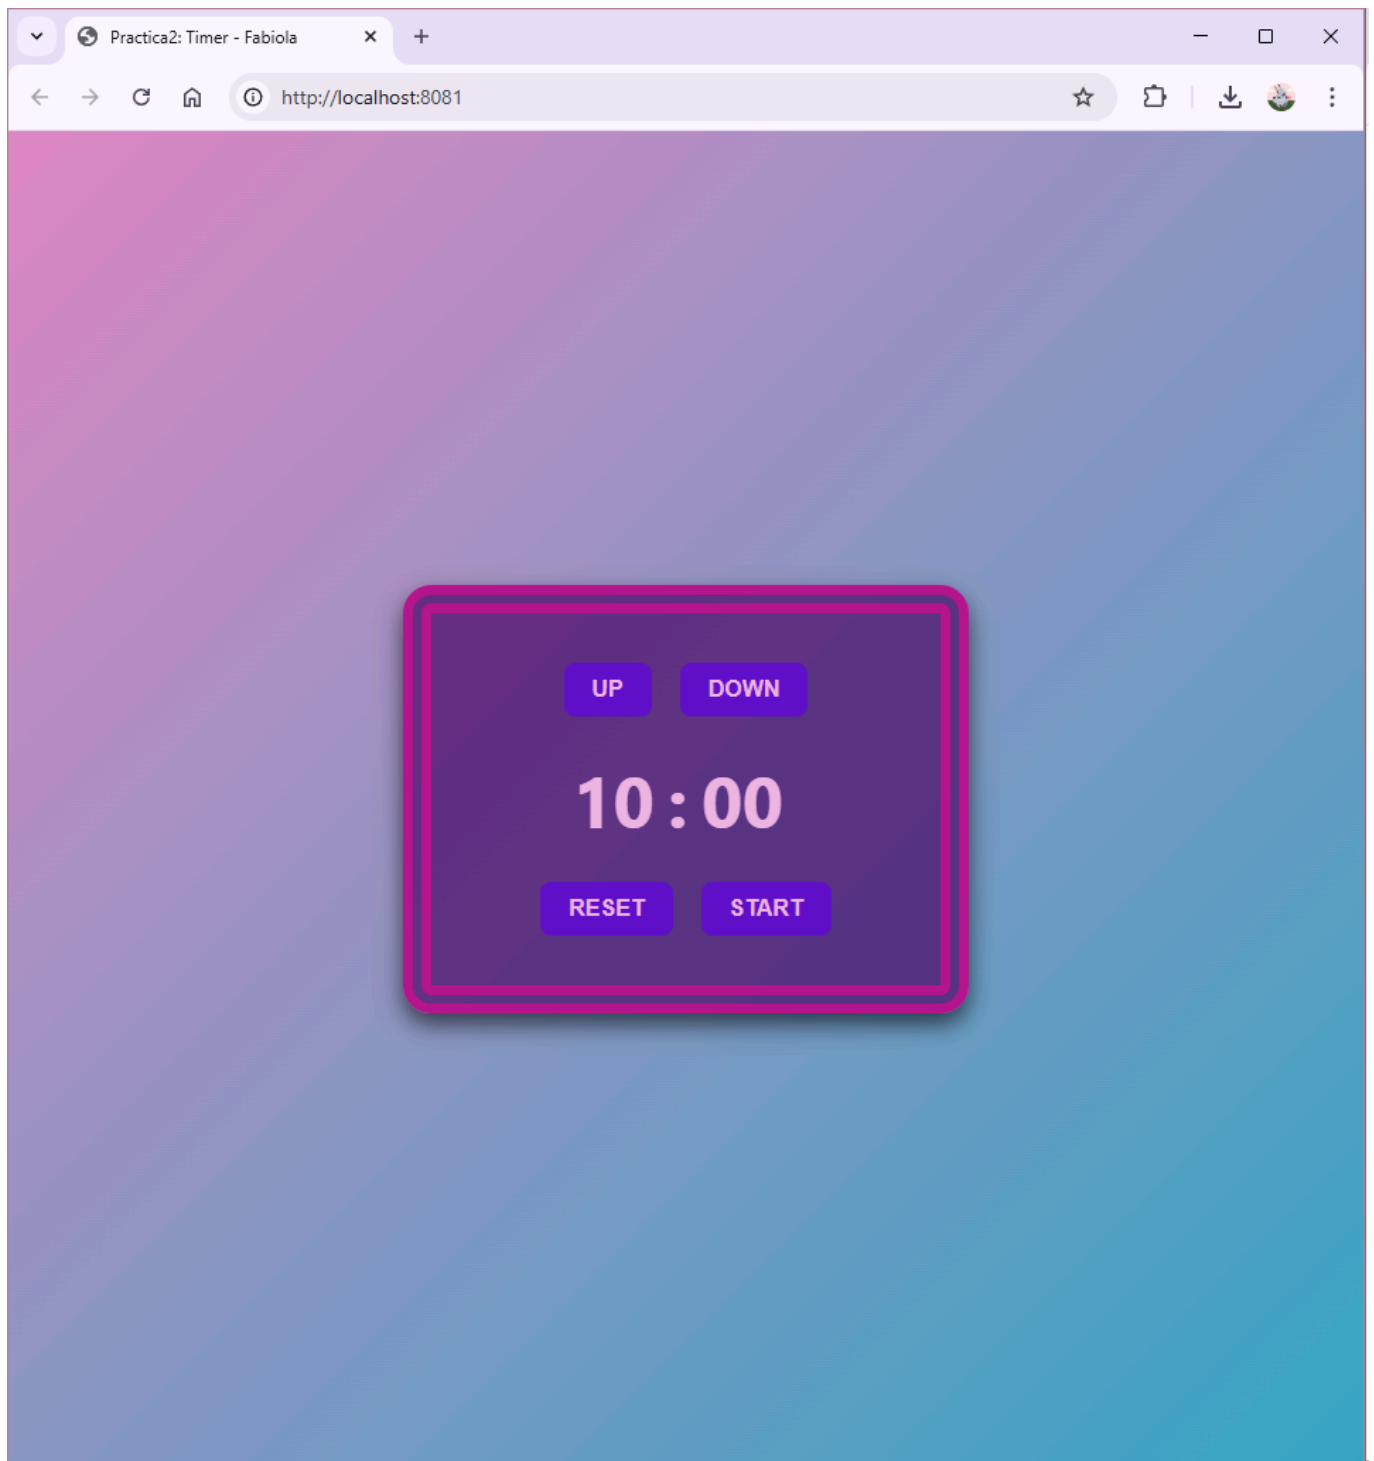 Practica2: Timer - Fabiola
http://localhost:8081
UP DOWN
10 : 00
RESET START